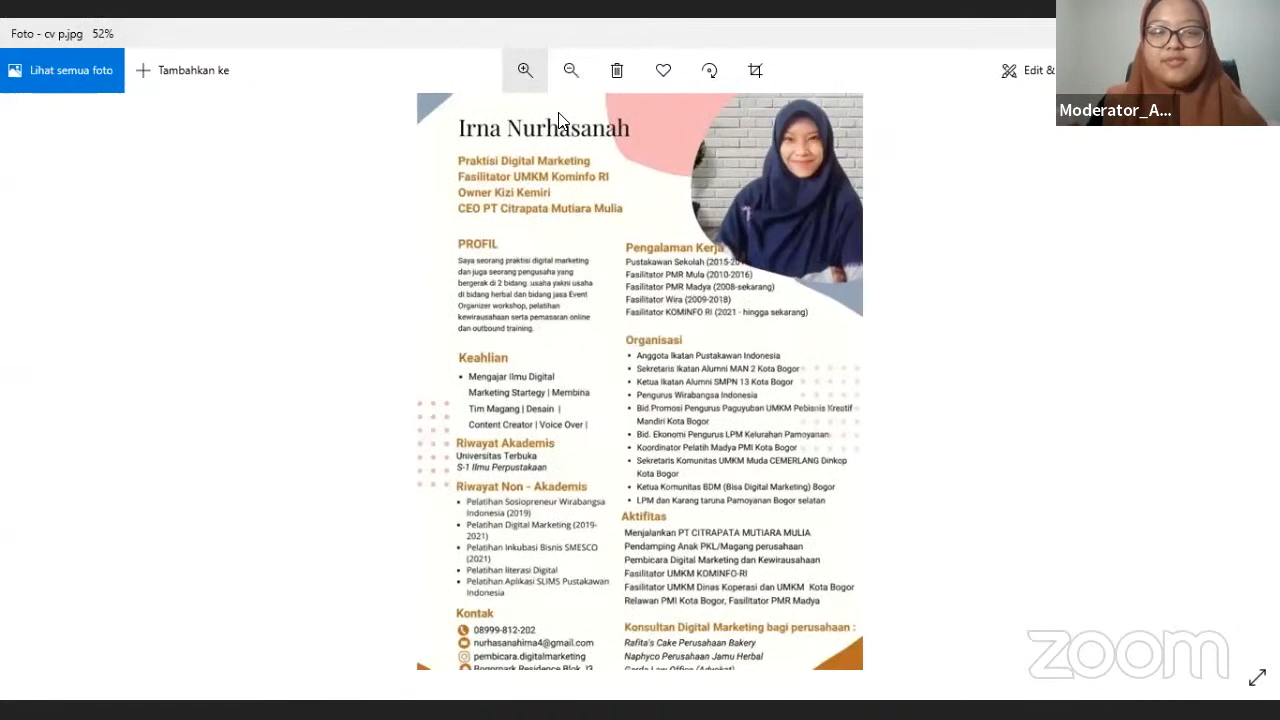 Foto - cv p.jpg 52%
Lihat semua foto
Tambahkan ke
Edit &
Moderator_A...
Irna Nurhasanah
Praktisi Digital Marketing
Fasilitator UMKM Kominfo RI
Owner Kizi Kemiri
CEO PT Citrapata Mutiara Mulia
PROFIL
Saya seorang praktisi digital marketing
dan juga seorang pengusaha yang
bergerak di 2 bidang usaha yakni usaha
di bidang herbal dan bidang jasa Event
Organizer workshop, pelatihan
kewirausahaan serta pemasaran online
dan outbound training.
Keahlian
• Mengajar Ilmu Digital
Marketing Startegy | Membina
Tim Magang | Desain |
Content Creator | Voice Over |
Riwayat Akademis
Universitas Terbuka
S-1 Ilmu Perpustakaan
Riwayat Non - Akademis
• Pelatihan Sosiopreneur Wirabangsa
Indonesia (2019)
• Pelatihan Digital Marketing (2019-
2021)
• Pelatihan Inkubasi Bisnis SMESCO
(2021)
• Pelatihan literasi Digital
• Pelatihan Aplikasi SLIMS Pustakawan
Indonesia
Kontak
08999-812-202
nurhasanahirna4@gmail.com
pembicara.digitalmarketing
Bogorpark Residence Blok
Pengalaman Kerja
Pustakawan Sekolah (2015-201
Fasilitator PMR Mula (2010-2016)
Fasilitator PMR Madya (2008-sekarang)
Fasilitator Wira (2009-2018)
Fasilitator KOMINFO RI (2021 - hingga sekarang)
Organisasi
• Anggota Ikatan Pustakawan Indonesia
• Sekretaris Ikatan Alumni MAN 2 Kota Bogor
• Ketua Ikatan Alumni SMPN 13 Kota Bogor
• Pengurus Wirabangsa Indonesia
• Bid.Promosi Pengurus Paguyuban UMKM Pebisnis Kreatif
Mandiri Kota Bogor
• Bid. Ekonomi Pengurus LPM Kelurahan Pamoyanan
• Koordinator Pelatih Madya PMI Kota Bogor
• Sekretaris Komunitas UMKM Muda CEMERLANG Dinkop
Kota Bogor
• Ketua Komunitas BDM (Bisa Digital Marketing) Bogor
• LPM dan Karang taruna Pamoyanan Bogor selatan
Aktifitas
Menjalankan PT CITRAPATA MUTIARA MULIA
Pendamping Anak PKL/Magang perusahaan
Pembicara Digital Marketing dan Kewirausahaan
Fasilitator UMKM KOMINFO-RI
Fasilitator UMKM Dinas Koperasi dan UMKM Kota Bogor
Relawan PMI Kota Bogor, Fasilitator PMR Madya
Konsultan Digital Marketing bagi perusahaan :
Rafita's Cake Perusahaan Bakery
Naphyco Perusahaan Jamu Herbal
Garda Law Office (Advokat)
zoom